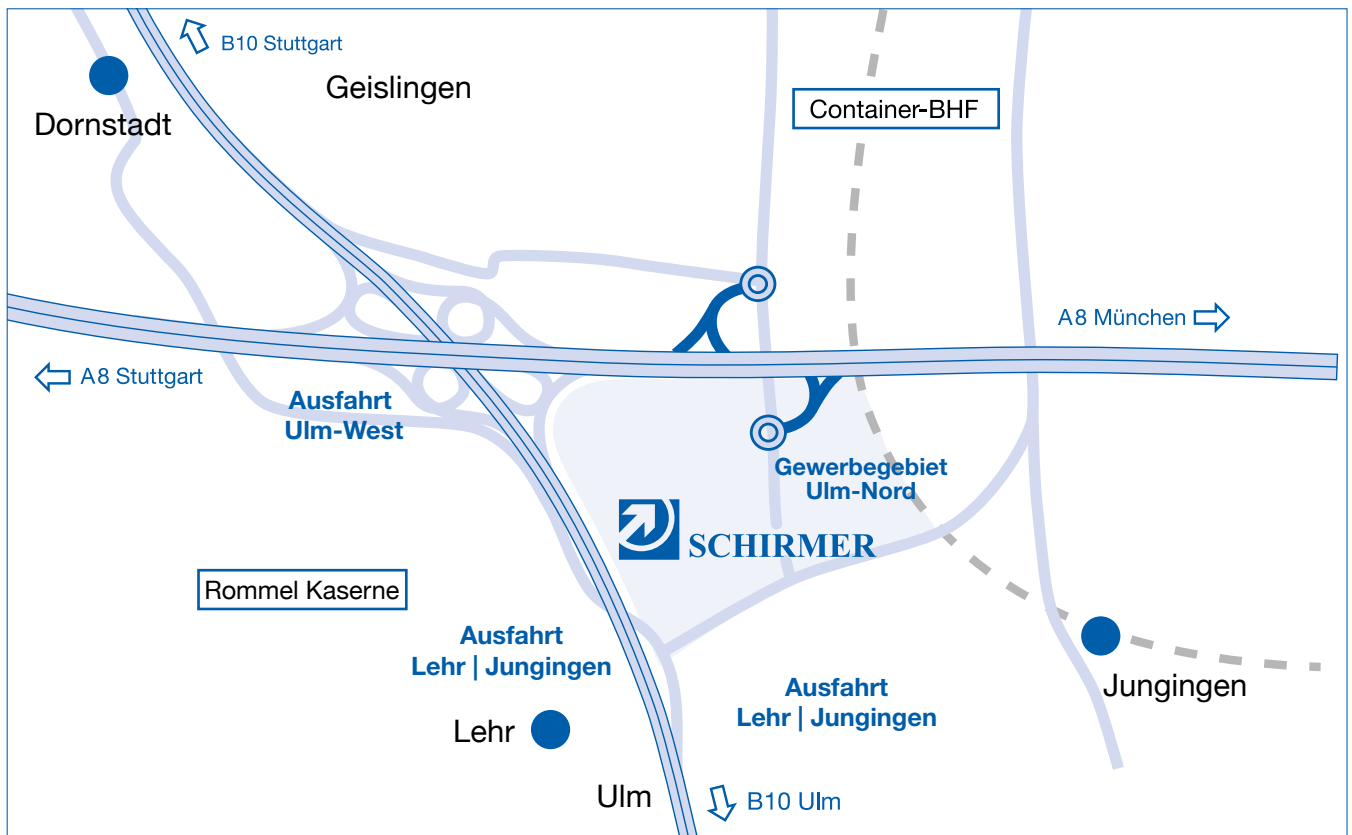 B10 Stuttgart
Geislingen
Container-BHF
Dornstadt
A8 München
A8 Stuttgart
Ausfahrt
Ulm-West
Gewerbegebiet
Ulm-Nord
SCHIRMER
Rommel Kaserne
Ausfahrt
Lehr | Jungingen
Ausfahrt
Lehr | Jungingen
Jungingen
Lehr
Ulm
B10 Ulm